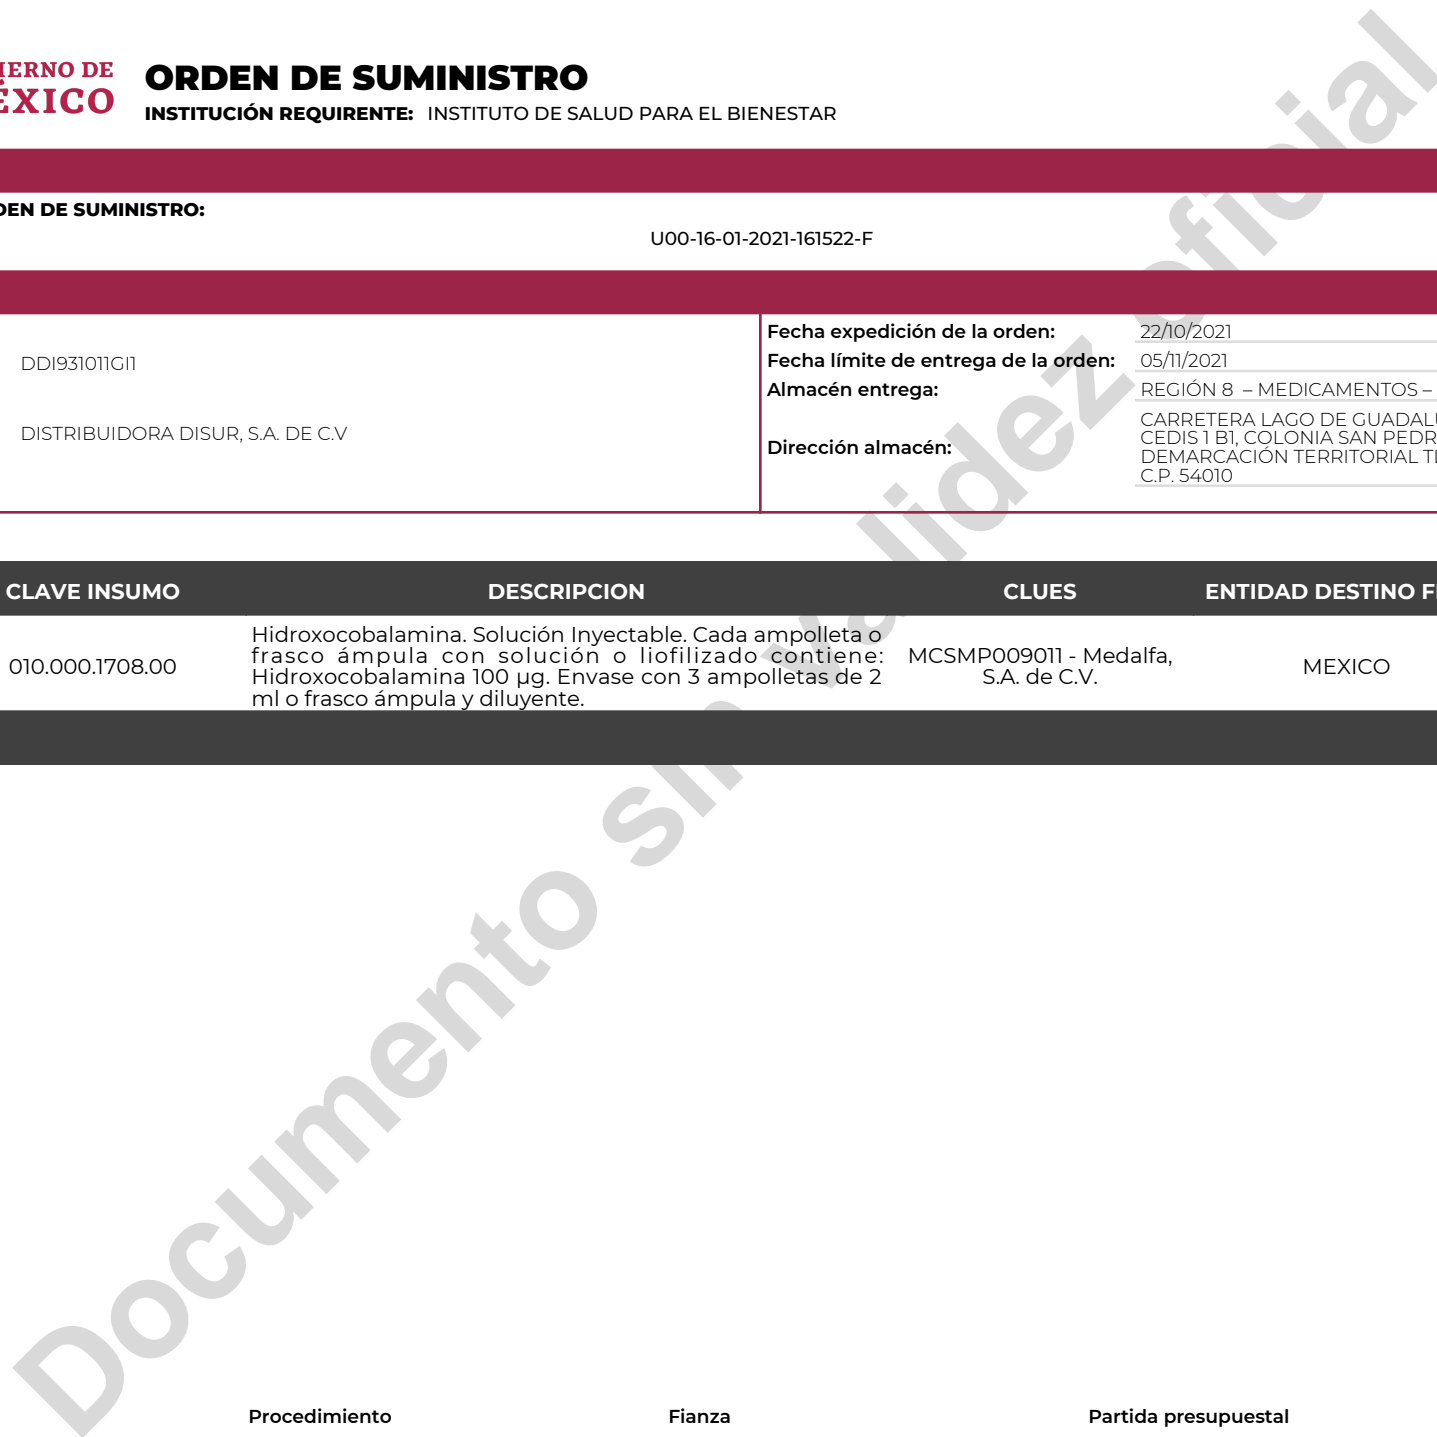 ORDEN DE SUMINISTRO
INSTITUCIÓN REQUIRENTE: INSTITUTO DE SALUD PARA EL BIENESTAR
DE
ÉXICO
DE SUMINISTRO:
U00-16-01-2021-161522-F
DDI931011GI1
DISTRIBUIDORA DISUR, S.A. DE C.V
Fecha expedición de la orden: 22/10/2021
Fecha límite de entrega de la orden: 05/11/2021
Almacén entrega: REGIÓN 8 – MEDICAMENTOS –
Dirección almacén:
CARRETERA LAGO DE
CEDIS 1 B1, COLONIA SAN
DEMARCACIÓN TERRITORIAL
C.P. 54010
CLAVE INSUMO DESCRIPCION CLUES ENTIDAD DESTINO
010.000.1708.00
Hidroxocobalamina. Solución Inyectable. Cada ampolleta o
frasco ámpula con solución o liofilizado contiene:
Hidroxocobalamina 100 µg. Envase con 3 ampolletas de 2
ml o frasco ámpula y diluyente.
MCSMP009011 - Medalfa,
S.A. de C.V.
MEXICO
Documento sin validez oficial
Procedimiento Fianza Partida presupuestal